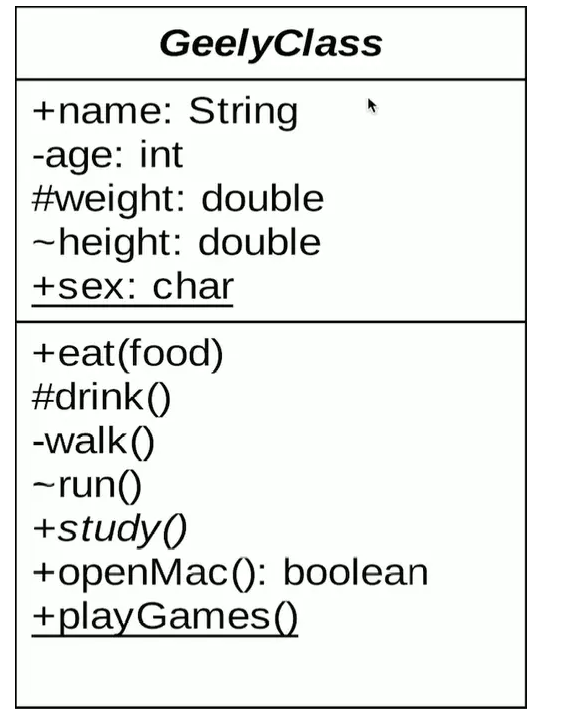 GeelyClass
+name: String
-age: int
#weight: double
~height: double
+sex: char
+eat(food)
#drink()
-walk()
~run()
+study()
+openMac(): boolean
+playGames()